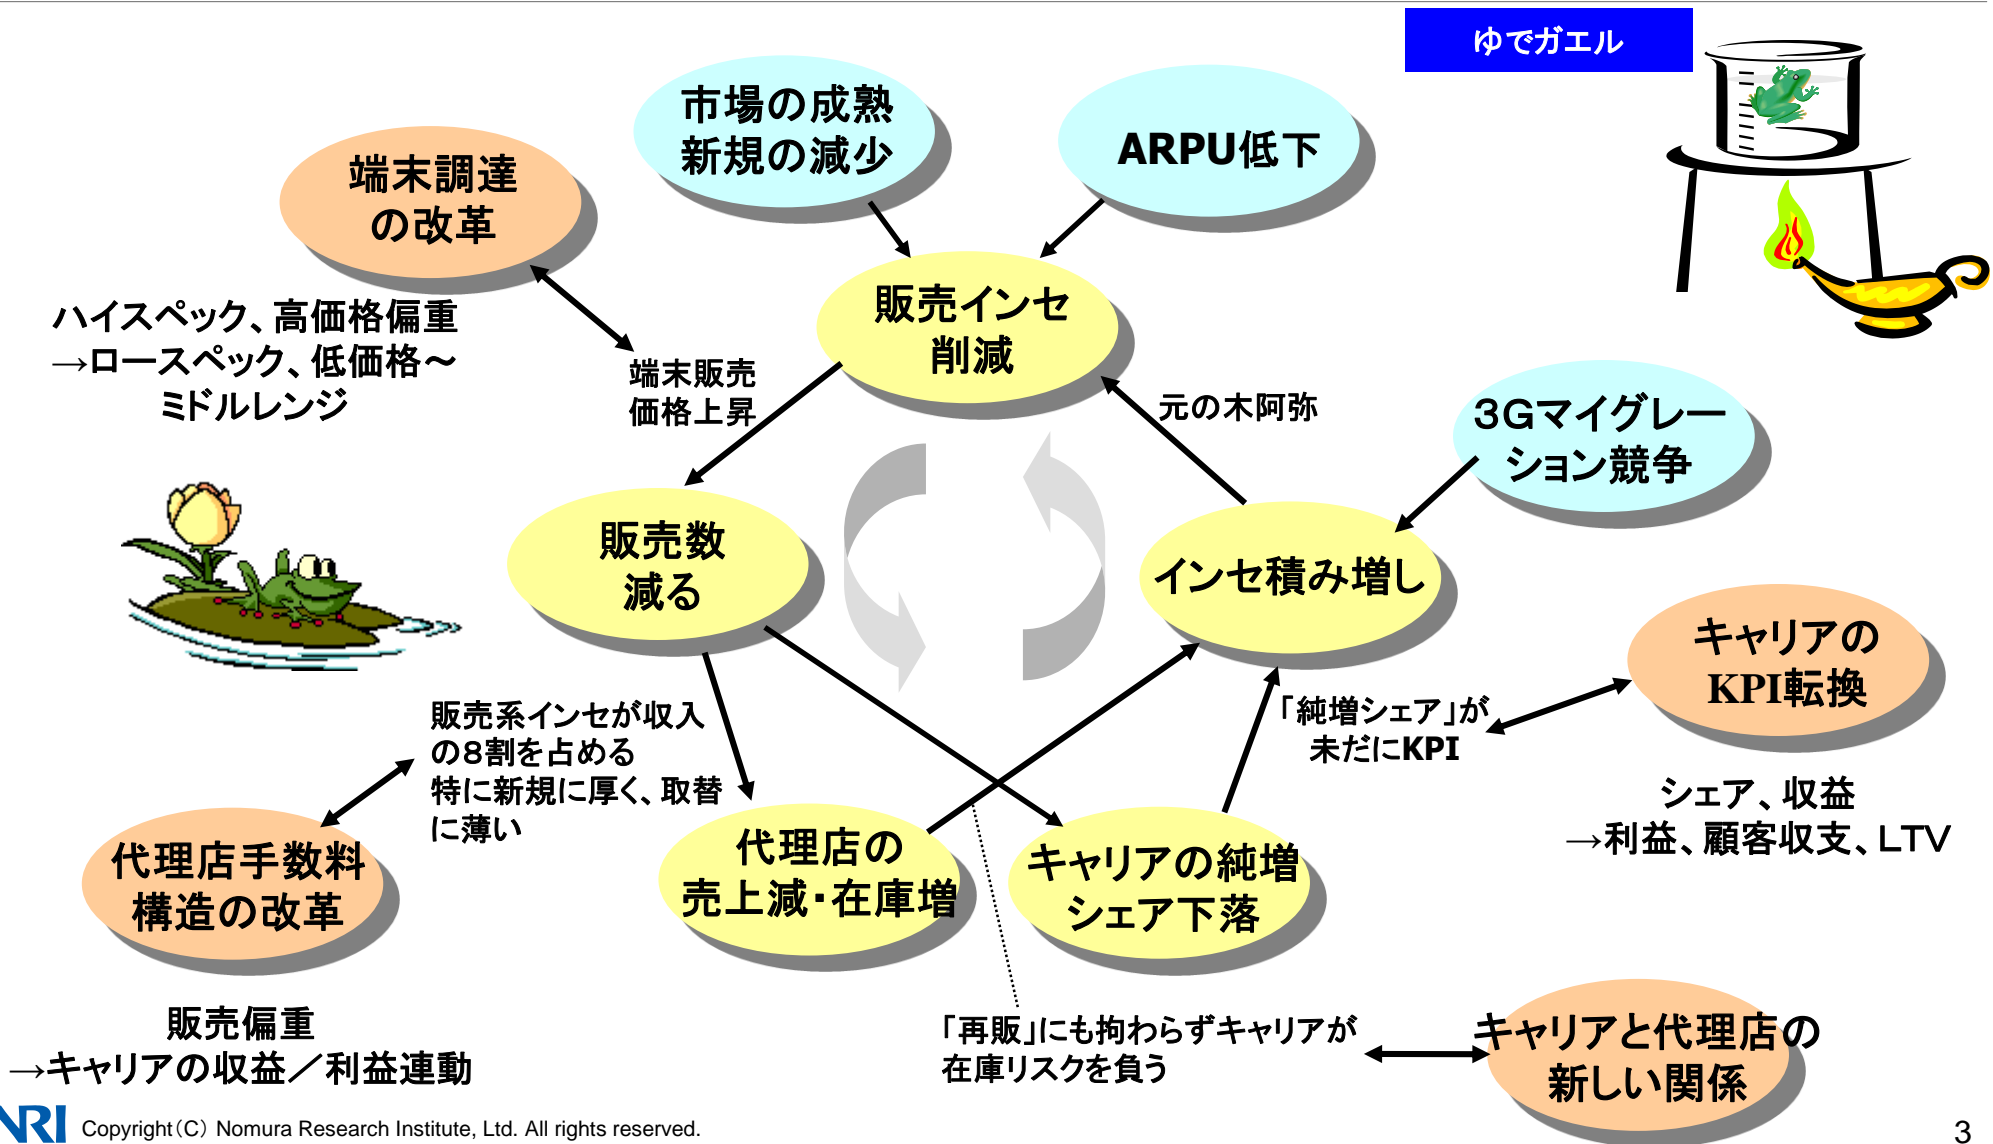 ゆでガエル
市場の成熟
新規の減少
ARPU低下
端末調達
の改革
ハイスペック、高価格偏重
→ロースペック、低価格～
ミドルレンジ
販売インセ
削減
端末販売
価格上昇
元の木阿弥
３Gマイグレー
ション競争
販売数
減る
インセ積み増し
キャリアの
KPI転換
「純増シェア」が
未だにKPI
シェア、収益
→利益、顧客収支、LTV
販売系インセが収入
の８割を占める
特に新規に厚く、取替
に薄い
代理店手数料
構造の改革
代理店の
売上減・在庫増
キャリアの純増
シェア下落
販売偏重
→キャリアの収益／利益連動
「再販」にも拘わらずキャリアが
在庫リスクを負う
キャリアと代理店の
新しい関係
NRI
Copyright（C） Nomura Research Institute, Ltd. All rights reserved.
3